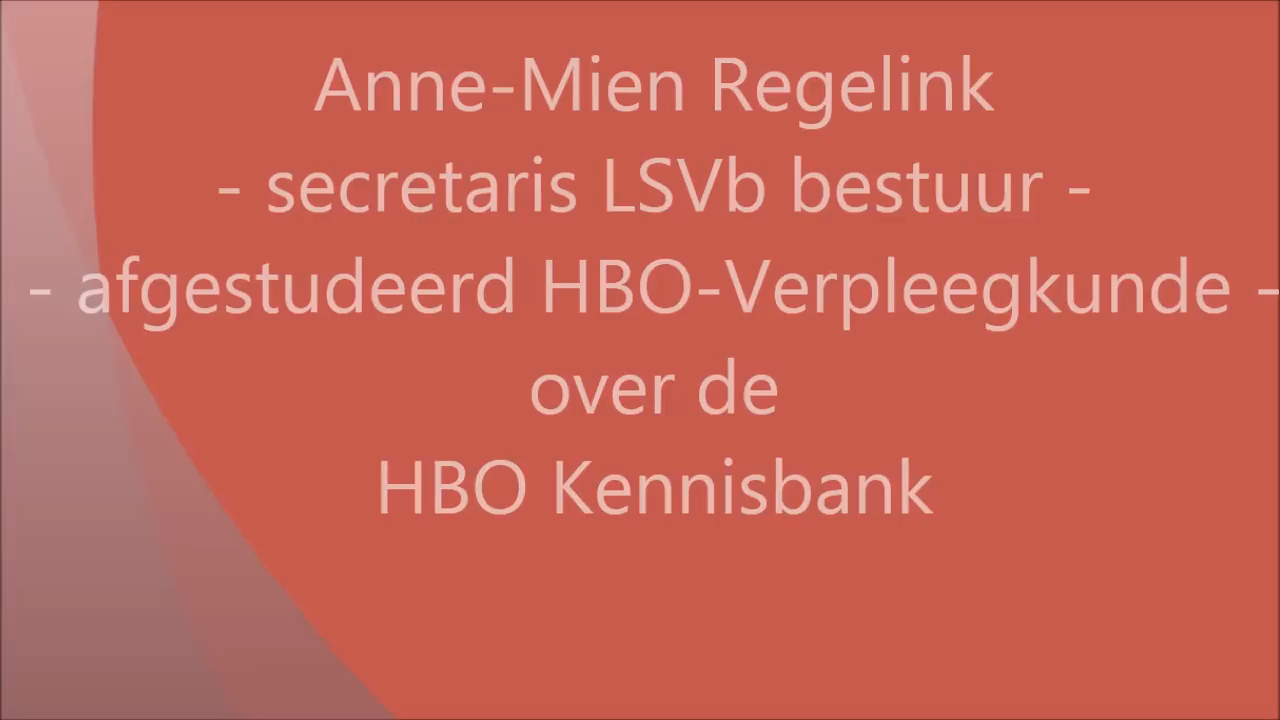 Anne-Mien Regelink
- secretaris LSVb bestuur -
- afgestudeerd HBO-Verpleegkunde -
over de
HBO Kennisbank